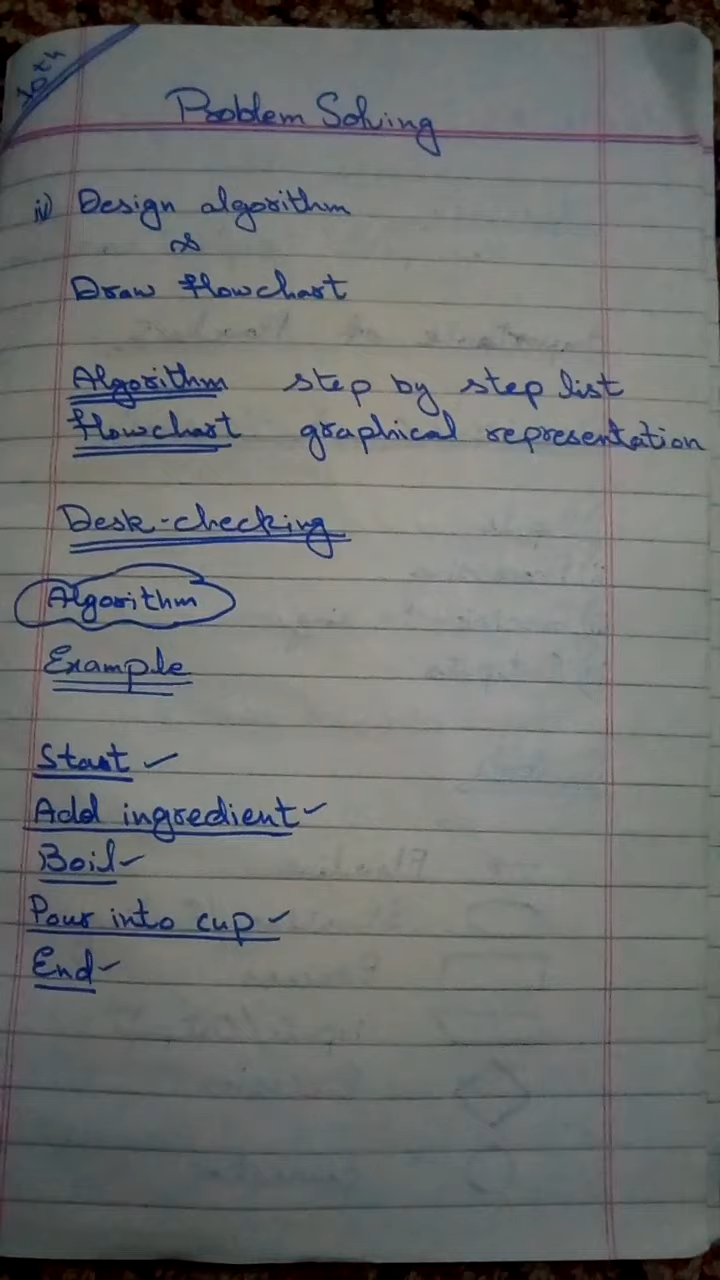 10th
Problem Solving
iv) Design algorithm
&
Draw flowchart
Algorithm step by step list
flowchart graphical representation
Desk-checking
Algorithm
Example
Start ✓
Add ingredient ✓
Boil ✓
Pour into cup ✓
End ✓